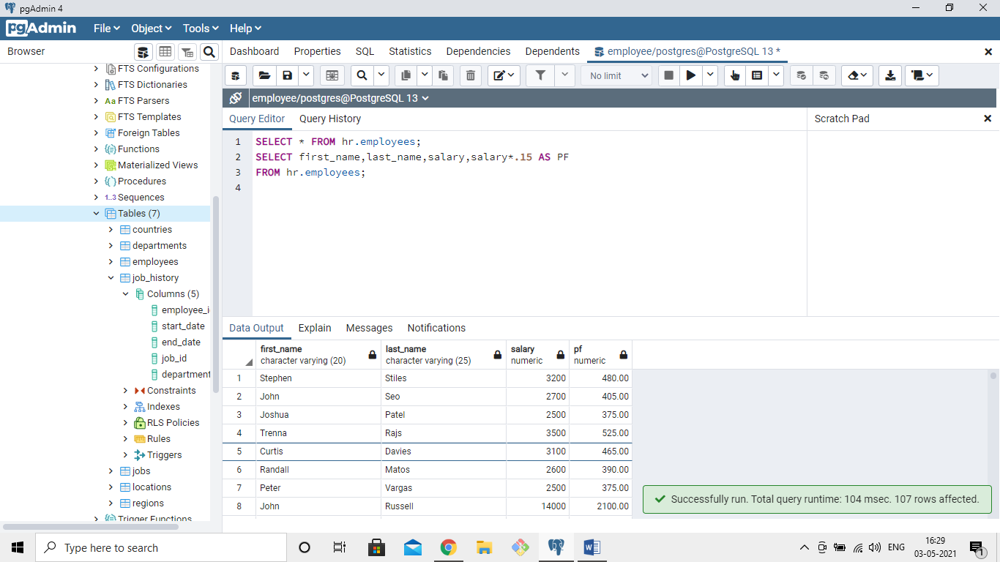 pgAdmin 4
pgAdmin File Object Tools Help
Browser
Dashboard Properties SQL Statistics Dependencies Dependents employee/postgres@PostgreSQL 13 *
FTS Configurations
FTS Dictionaries
Aa FTS Parsers
FTS Templates
Foreign Tables
Functions
Materialized Views
Procedures
1..3 Sequences
Tables (7)
countries
departments
employees
job_history
Columns (5)
employee_i
start_date
end_date
job_id
department
Constraints
Indexes
RLS Policies
Rules
Triggers
jobs
locations
regions
Trigger Functions
No limit
employee/postgres@PostgreSQL 13
Query Editor Query History
Scratch Pad
1 SELECT * FROM hr.employees;
2 SELECT first_name,last_name,salary,salary*.15 AS PF
3 FROM hr.employees;
4
Data Output Explain Messages Notifications
first_name last_name salary pf
character varying (20) character varying (25) numeric numeric
1 Stephen Stiles 3200 480.00
2 John Seo 2700 405.00
3 Joshua Patel 2500 375.00
4 Trenna Rajs 3500 525.00
5 Curtis Davies 3100 465.00
6 Randall Matos 2600 390.00
7 Peter Vargas 2500 375.00
8 John Russell 14000 2100.00
Successfully run. Total query runtime: 104 msec. 107 rows affected.
Type here to search
ENG
16:29
03-05-2021
1